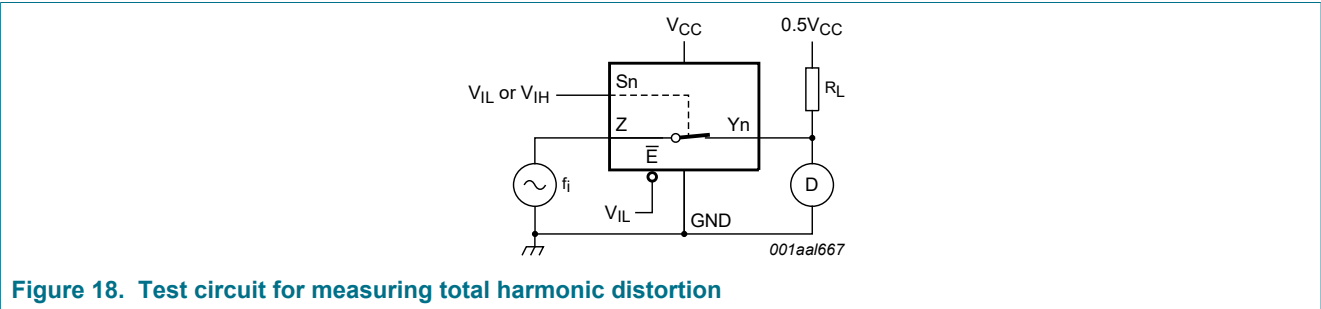 VCC
0.5VCC
Sn
RL
VIL or VIH
Z
Yn
E̅
fi
D
VIL
GND
001aal667
Figure 18. Test circuit for measuring total harmonic distortion